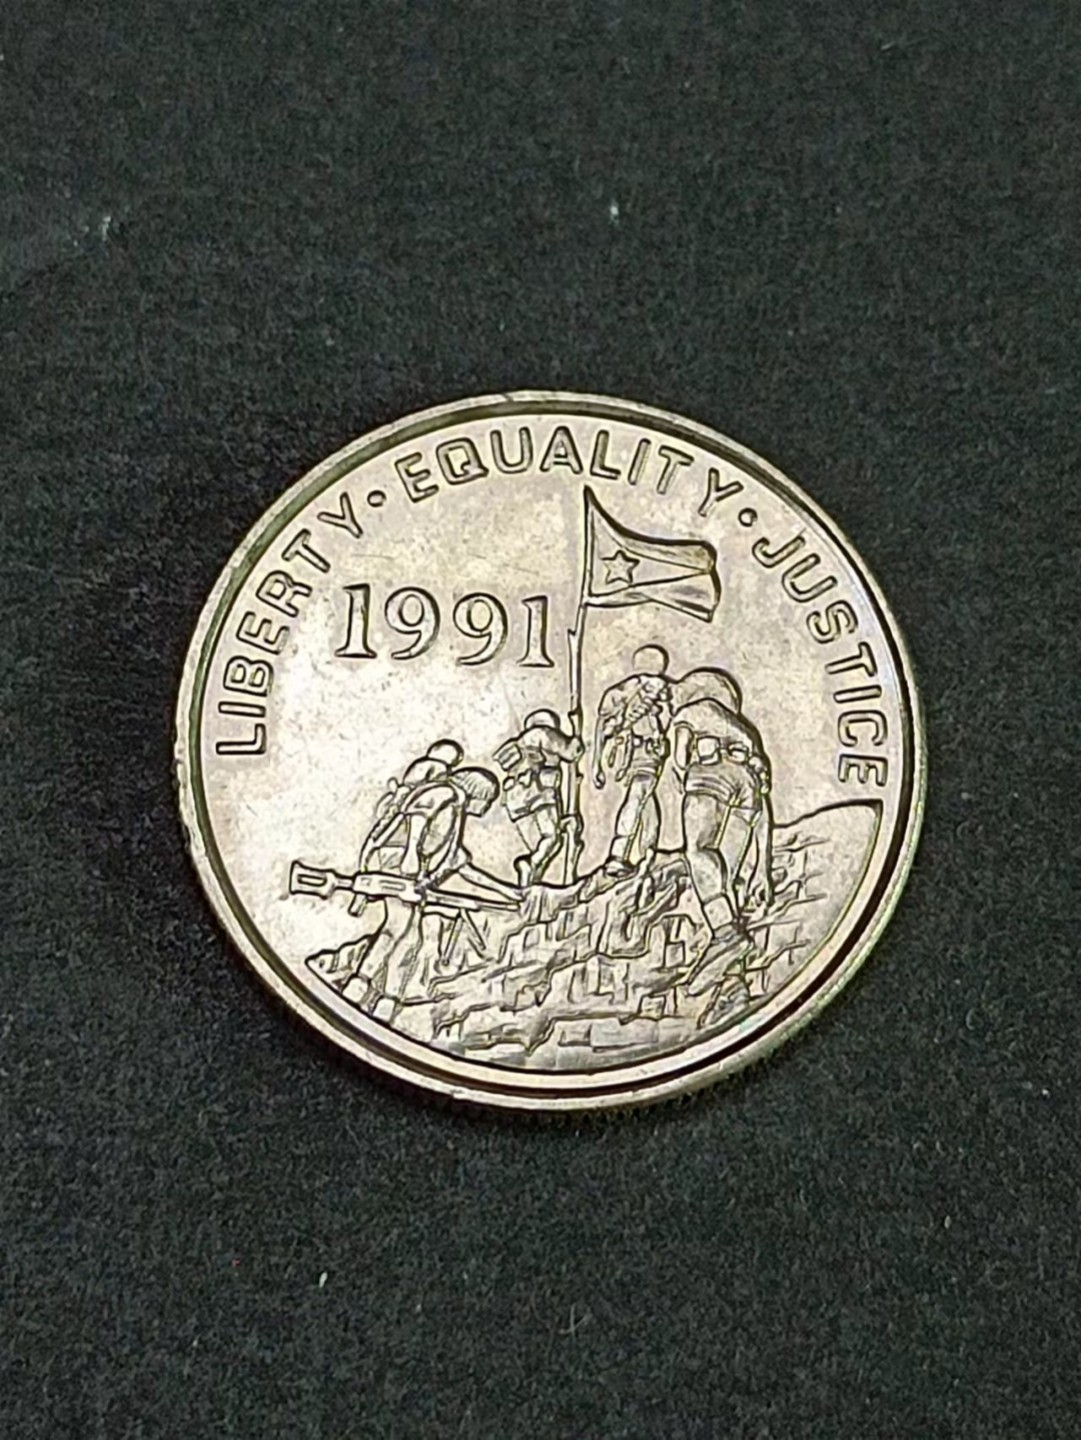 LIBERTY · EQUALITY · JUSTICE
1991